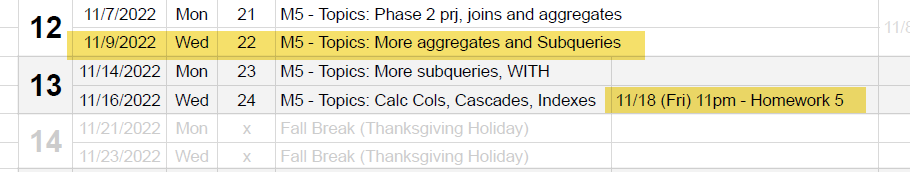 12
11/7/2022 Mon 21 M5 - Topics: Phase 2 prj, joins and aggregates
11/9/2022 Wed 22 M5 - Topics: More aggregates and Subqueries
13
11/14/2022 Mon 23 M5 - Topics: More subqueries, WITH
11/16/2022 Wed 24 M5 - Topics: Calc Cols, Cascades, Indexes 11/18 (Fri) 11pm - Homework 5
14
11/21/2022 Mon x Fall Break (Thanksgiving Holiday)
11/23/2022 Wed x Fall Break (Thanksgiving Holiday)